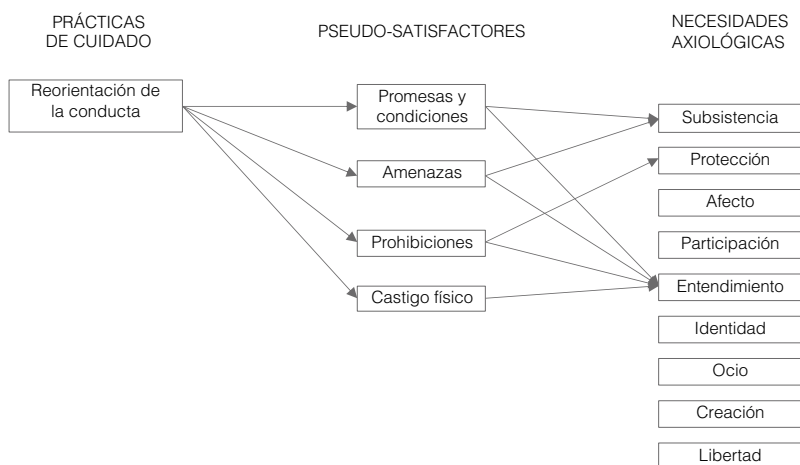 PRÁCTICAS
DE CUIDADO
PSEUDO-SATISFACTORES
NECESIDADES
AXIOLÓGICAS
Reorientación de
la conducta
Promesas y
condiciones
Amenazas
Prohibiciones
Castigo físico
Subsistencia
Protección
Afecto
Participación
Entendimiento
Identidad
Ocio
Creación
Libertad